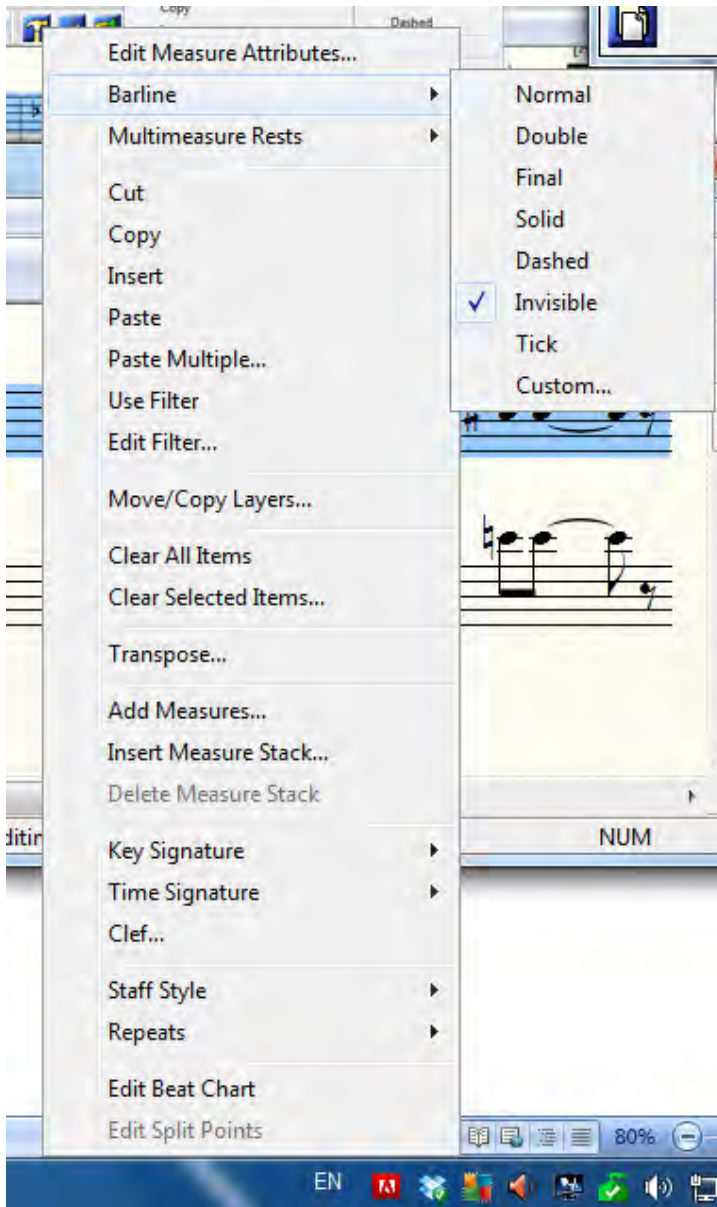 Copy
Dashed
Edit Measure Attributes...
Barline
Multimeasure Rests
Cut
Copy
Insert
Paste
Paste Multiple...
Use Filter
Edit Filter...
Move/Copy Layers...
Clear All Items
Clear Selected Items...
Transpose...
Add Measures...
Insert Measure Stack...
Delete Measure Stack
Key Signature
Time Signature
Clef...
Staff Style
Repeats
Edit Beat Chart
Edit Split Points
Normal
Double
Final
Solid
Dashed
Invisible
Tick
Custom...
NUM
80%
EN